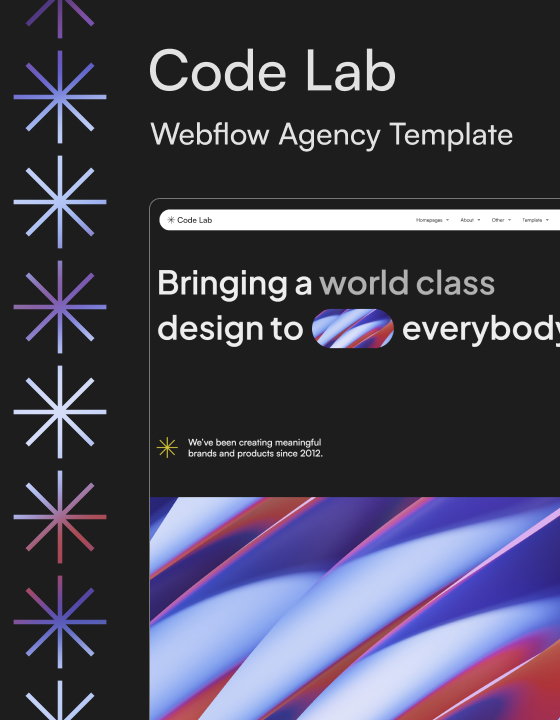 Code Lab
Webflow Agency Template
Code Lab
Homepages About Other Template
Bringing a world class
design to everybody
We've been creating meaningful
brands and products since 2012.